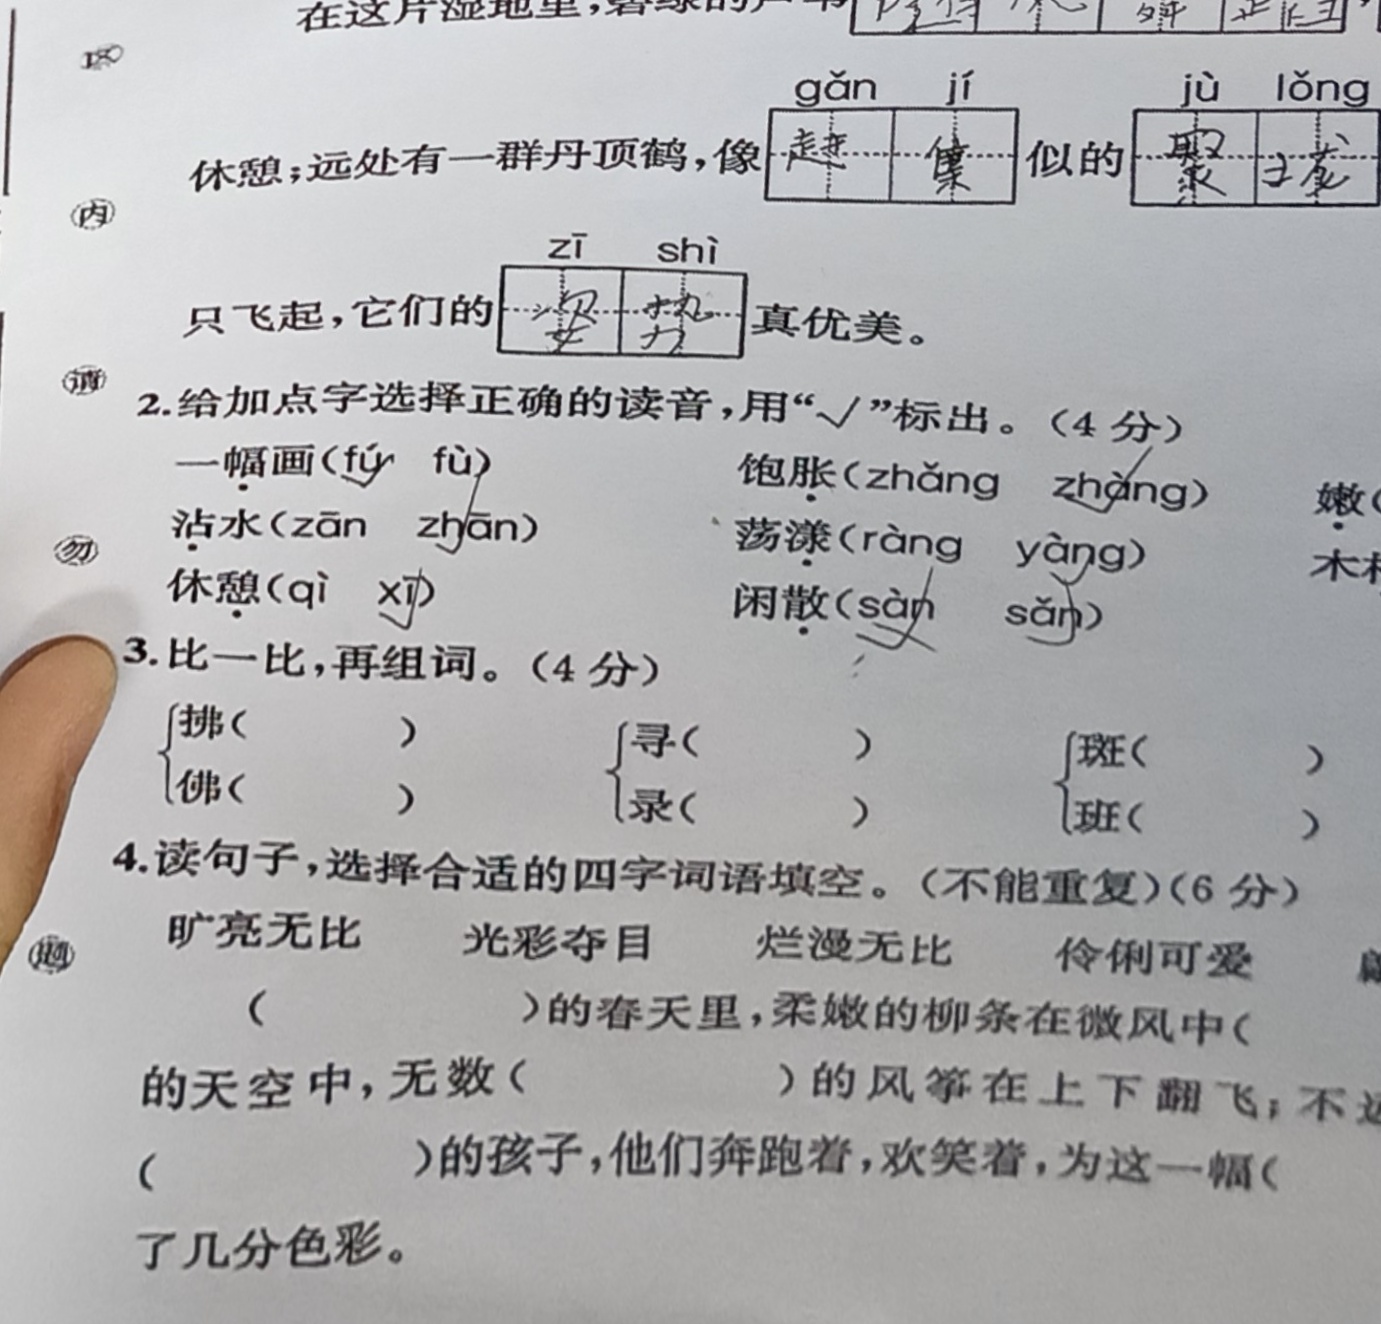 在这片湿地里,碧绿的
gǎn jí jù lǒng
休憩;远处有一群丹顶鹤,像赶集似的聚拢
内
zī shì
只飞起,它们的姿势真优美。
请
2.给加点字选择正确的读音,用“√”标出。(4分)
一幅画(fú fù) 饱胀(zhǎng zhàng) 嫩(
沾水(zān zhān) 荡漾(ràng yàng) 木
勿
休憩(qì xī) 闲散(sàn sǎn)
3.比一比,再组词。(4分)
拂( ) 寻( ) 斑( )
佛( ) 录( ) 班( )
4.读句子,选择合适的四字词语填空。(不能重复)(6分)
旷亮无比 光彩夺目 烂漫无比 伶俐可爱
题
( )的春天里,柔嫩的柳条在微风中(
的天空中,无数( )的风筝在上下翻飞;不远
( )的孩子,他们奔跑着,欢笑着,为这一幅(
了几分色彩。